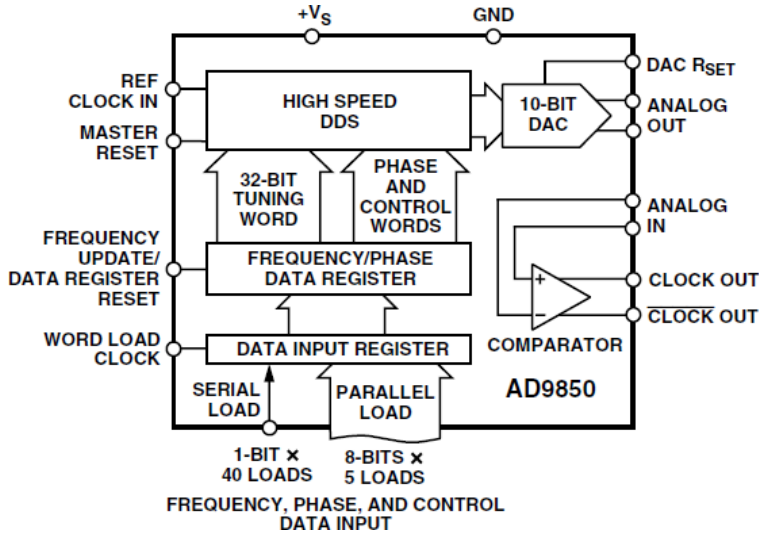 +VS
GND
REF
CLOCK IN
MASTER
RESET
FREQUENCY
UPDATE/
DATA REGISTER
RESET
WORD LOAD
CLOCK
HIGH SPEED
DDS
32-BIT
TUNING
WORD
PHASE
AND
CONTROL
WORDS
FREQUENCY/PHASE
DATA REGISTER
DATA INPUT REGISTER
SERIAL
LOAD
PARALLEL
LOAD
10-BIT
DAC
DAC RSET
ANALOG
OUT
ANALOG
IN
+
−
CLOCK OUT
CLOCK OUT
COMPARATOR
AD9850
1-BIT ×
40 LOADS
8-BITS ×
5 LOADS
FREQUENCY, PHASE, AND CONTROL
DATA INPUT